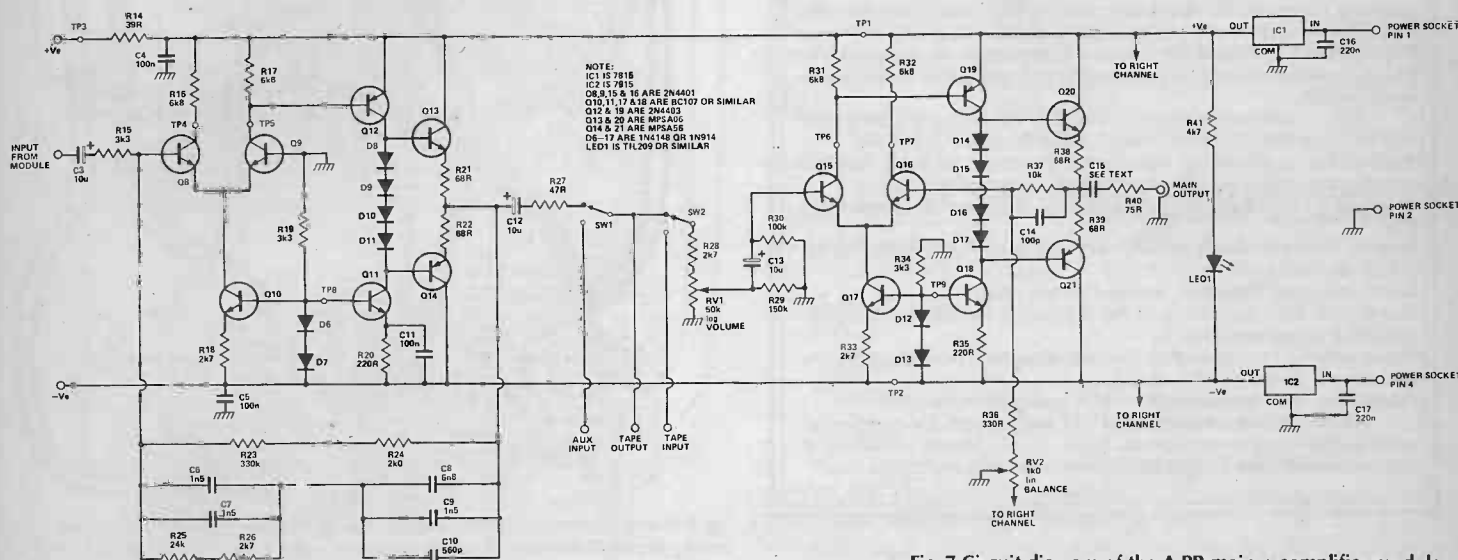 TP3
+Ve
R14
39R
C4
100n
R16
6k8
R17
6k8
R15
3k3
TP4
TP5
INPUT
FROM
MODULE
C3
10u
Q8
Q9
R19
3k3
Q10
TP8
R18
2k7
D6
D7
-Ve
C5
100n
Q12
Q13
D8
D9
D10
D11
Q11
Q14
R21
68R
R22
68R
R20
220R
C11
100n
R23
330k
R24
2k0
C6
1n5
C7
1n5
R25
24k
R26
2k7
C8
6n8
C9
1n5
C10
560p
NOTE:
IC1 IS 7815
IC2 IS 7915
Q8,9,15 & 16 ARE 2N4401
Q10,11,17 & 18 ARE BC107 OR SIMILAR
Q12 & 19 ARE 2N4403
Q13 & 20 ARE MPSA06
Q14 & 21 ARE MPSA56
D6–17 ARE 1N4148 OR 1N914
LED1 IS TIL209 OR SIMILAR
C12
10u
R27
47R
SW1
SW2
R28
2k7
RV1
50k
log
VOLUME
AUX
INPUT
TAPE
OUTPUT
TAPE
INPUT
TP1
R31
6k8
R32
6k8
TP6
TP7
Q15
Q16
R30
100k
C13
10u
R29
150k
R34
3k3
Q17
TP9
Q18
D12
D13
R33
2k7
R35
220R
TP2
Q19
Q20
D14
D15
D16
D17
R37
10k
C14
100p
R38
68R
C15
SEE TEXT
R40
75R
MAIN
OUTPUT
R39
68R
Q21
R36
330R
RV2
1k0
lin
BALANCE
TO RIGHT
CHANNEL
+Ve
TO RIGHT
CHANNEL
R41
4k7
LED1
OUT
IC1
IN
COM
C16
220n
POWER SOCKET
PIN 1
POWER SOCKET
PIN 2
-Ve
TO RIGHT
CHANNEL
OUT
IC2
IN
COM
C17
220n
POWER SOCKET
PIN 4
Fig. 7 Circuit of the